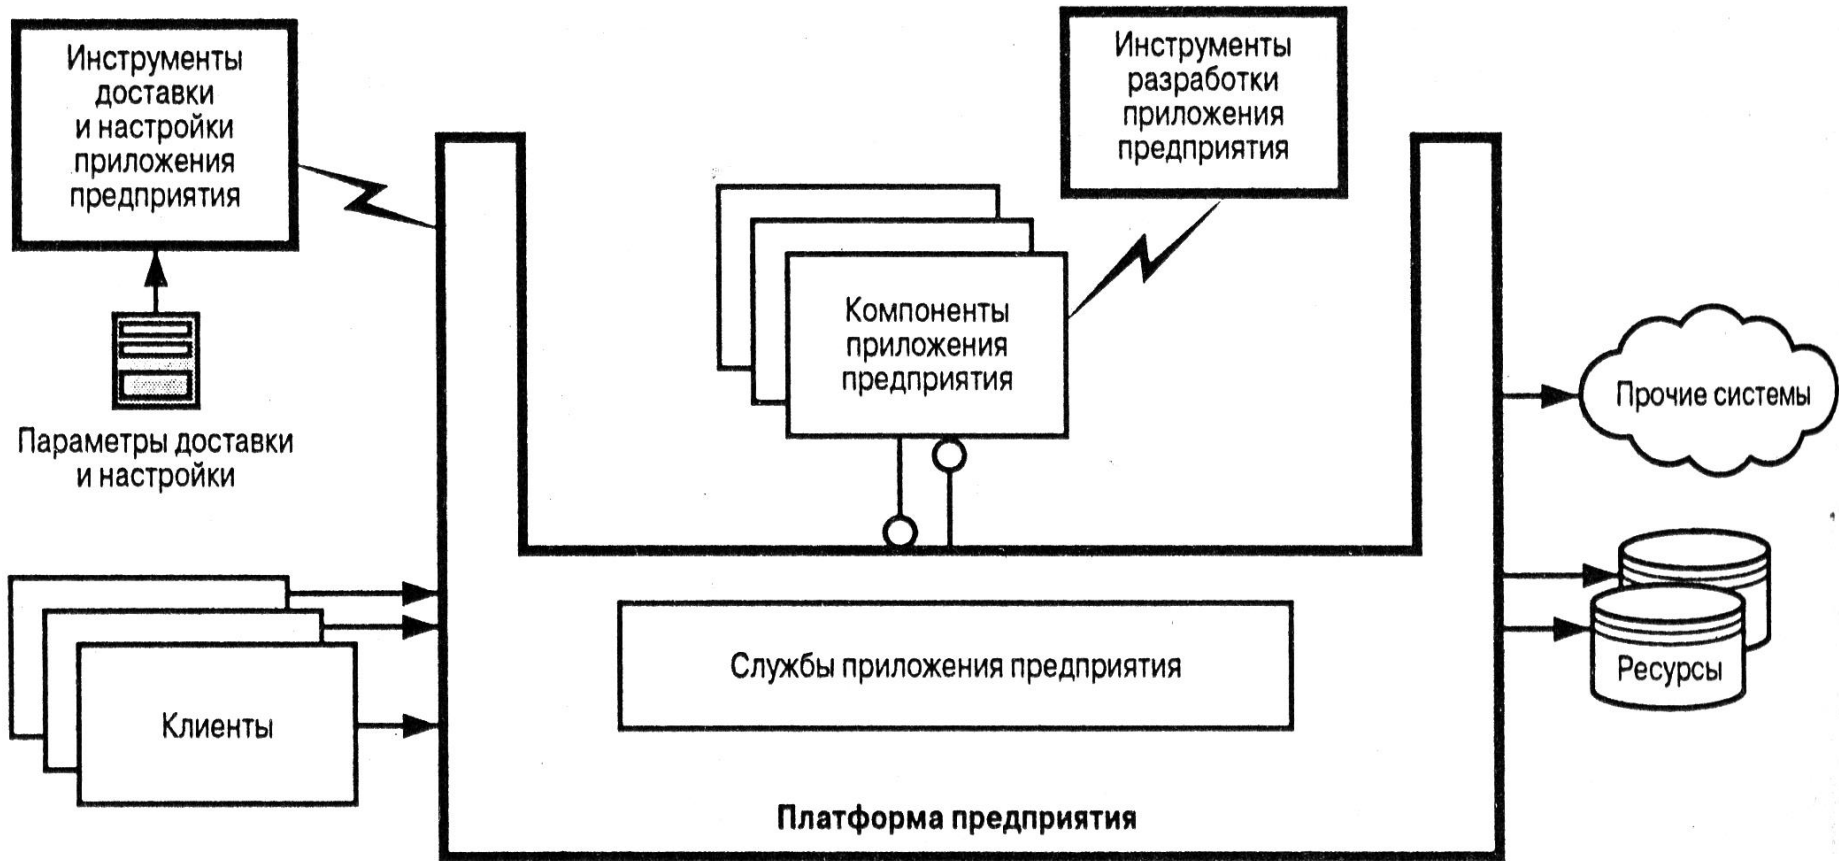 Инструменты
доставки
и настройки
приложения
предприятия
Инструменты
разработки
приложения
предприятия
Компоненты
приложения
предприятия
Прочие системы
Параметры доставки
и настройки
Службы приложения предприятия
Ресурсы
Клиенты
Платформа предприятия